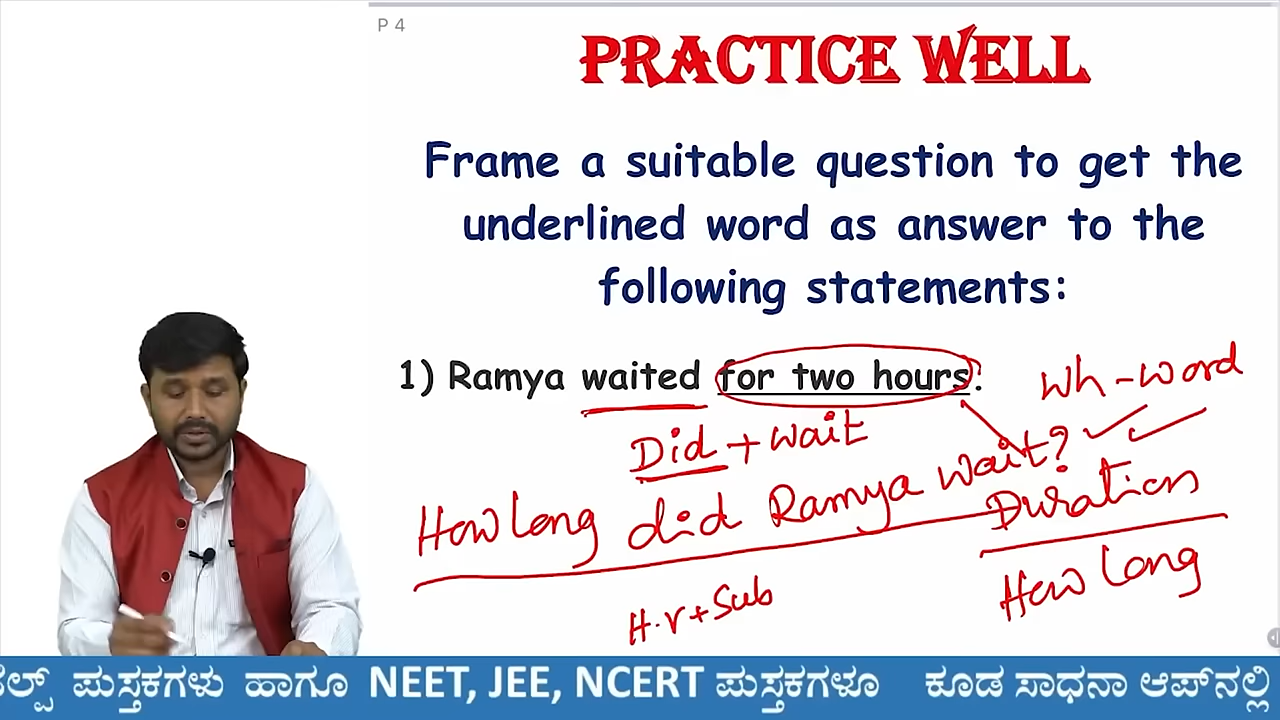 P 4
PRACTICE WELL
Frame a suitable question to get the
underlined word as answer to the
following statements:
1) Ramya waited for two hours.
Wh-word
Did + wait
How long did Ramya wait?
Duration
How long
H.V + Sub
ೆಲ್ಪ್ ಪುಸ್ತಕಗಳು ಹಾಗೂ NEET, JEE, NCERT ಪುಸ್ತಕಗಳೂ ಕೂಡ ಸಾಧನಾ ಆಪ್‌ನಲ್ಲಿ